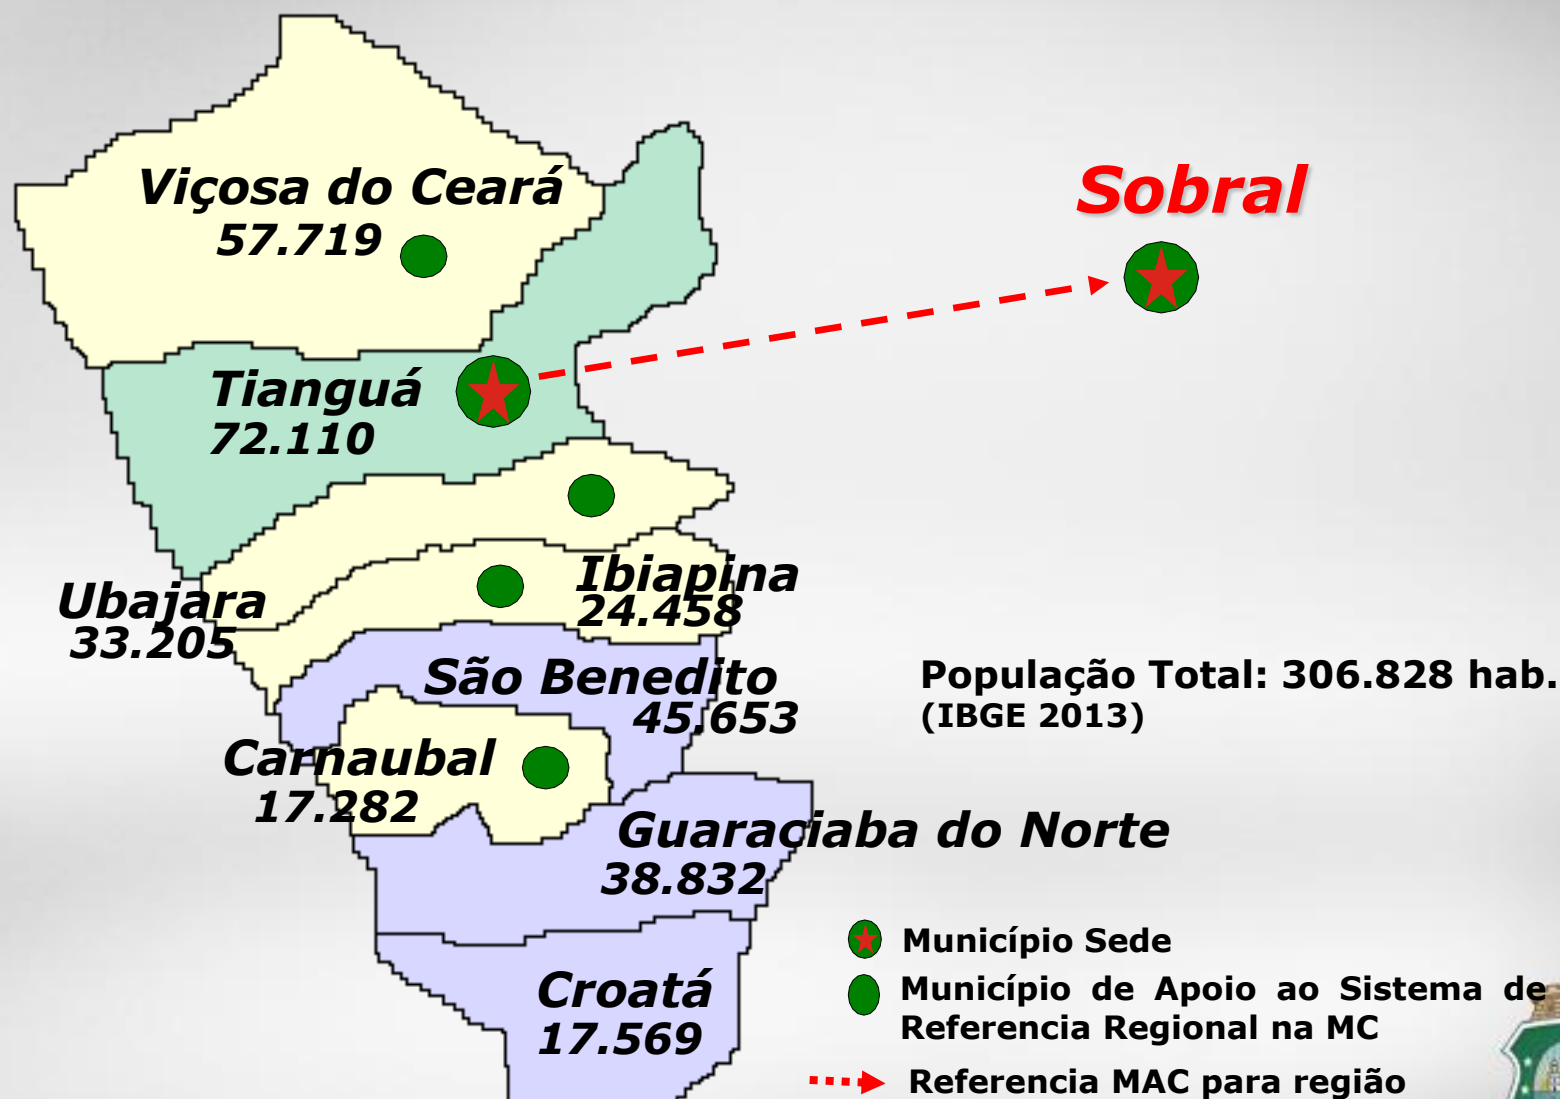 Viçosa do Ceará
57.719
Sobral
Tianguá
72.110
Ibiapina
24.458
Ubajara
33.205
São Benedito
45.653
População Total: 306.828 hab.
(IBGE 2013)
Carnaubal
17.282
Guaraciaba do Norte
38.832
Município Sede
Croatá
17.569
Município de Apoio ao Sistema de
Referencia Regional na MC
Referencia MAC para região